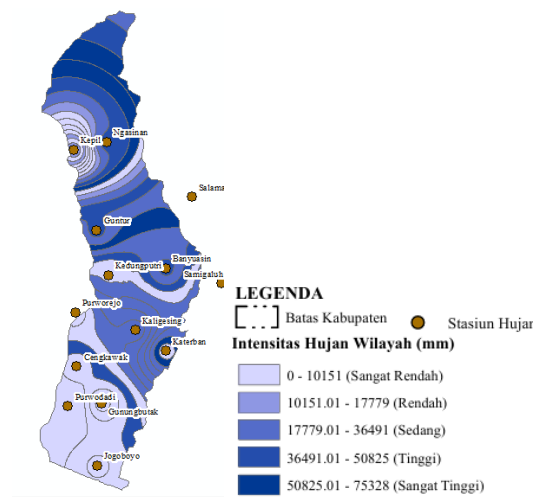 Kepil
Ngasinan
Salama
Guntur
Banyuasin
Kedungputri
Samigaluh
Purworejo
Kaligesing
Katerban
Cengkawak
Purwodadi
Gunungbutak
Jogoboyo
LEGENDA
Batas Kabupaten
Stasiun Hujan
Intensitas Hujan Wilayah (mm)
0 - 10151 (Sangat Rendah)
10151.01 - 17779 (Rendah)
17779.01 - 36491 (Sedang)
36491.01 - 50825 (Tinggi)
50825.01 - 75328 (Sangat Tinggi)